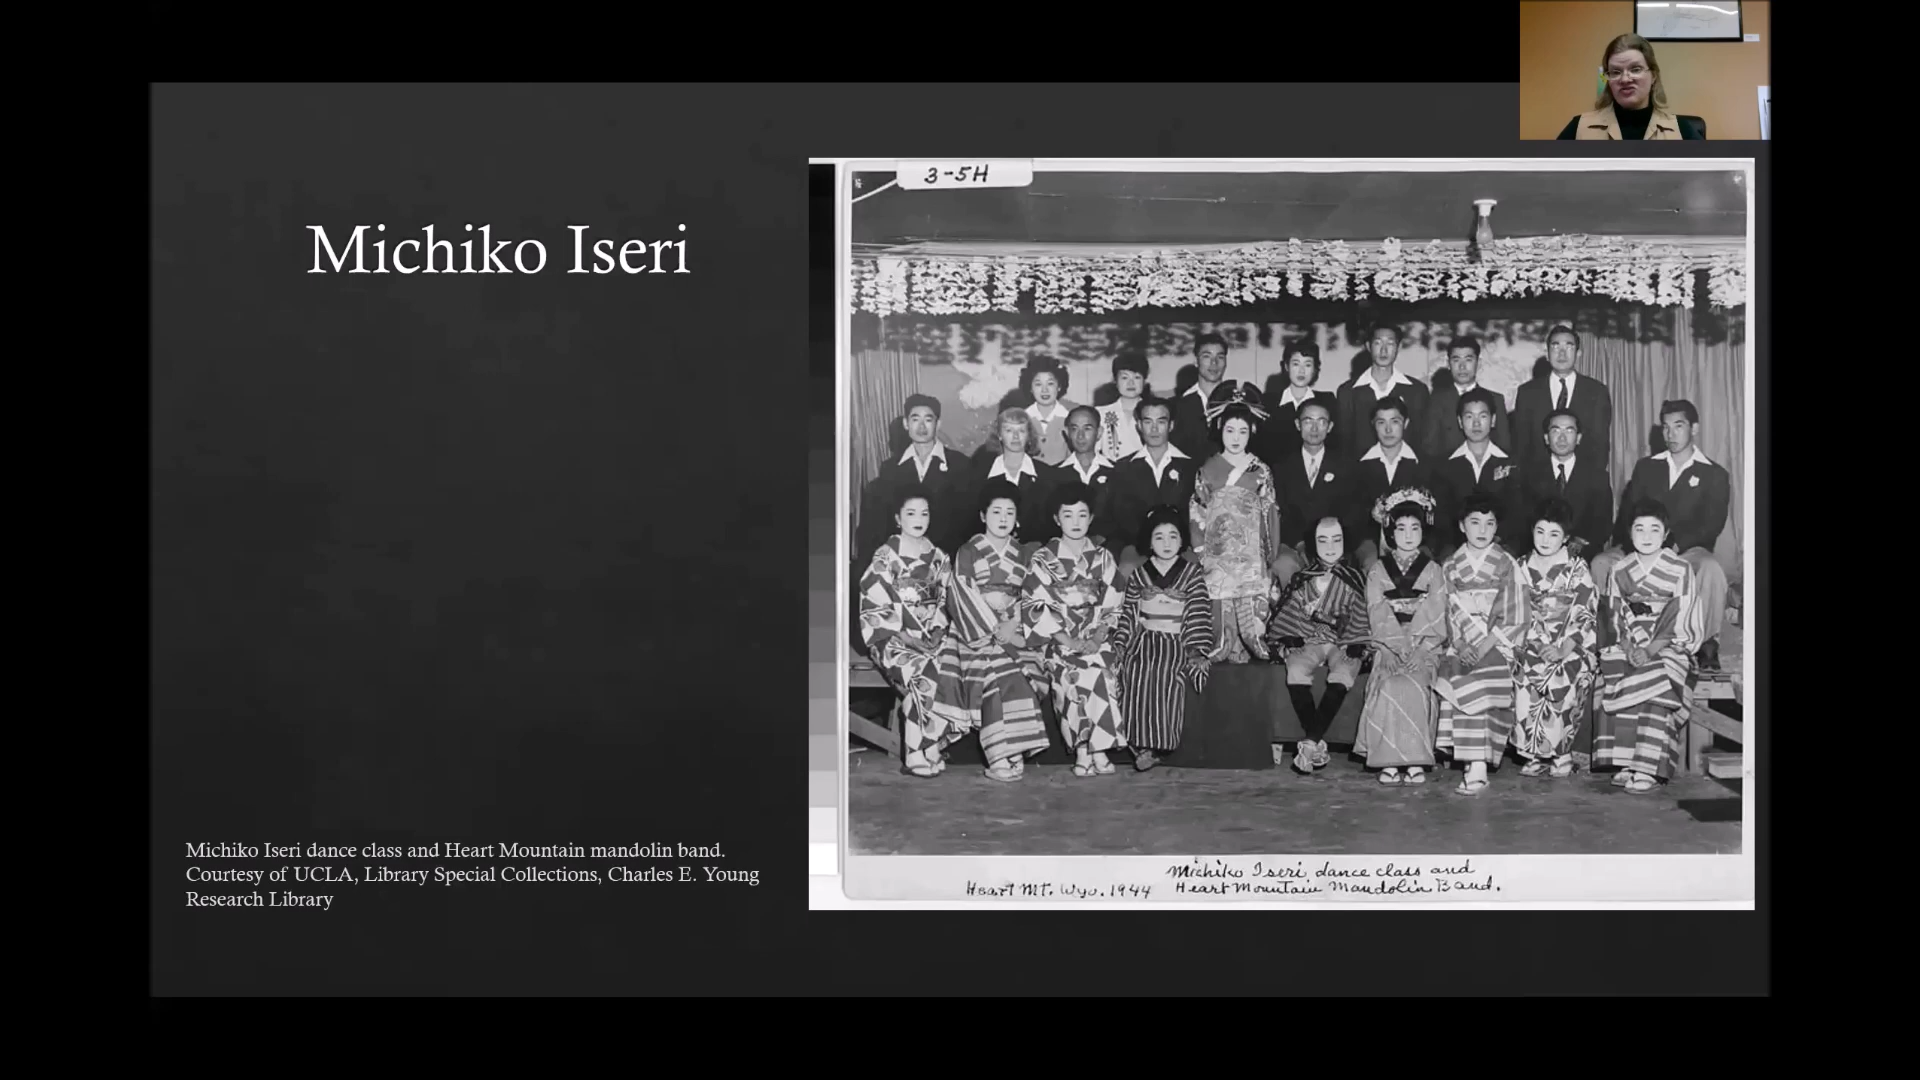 Michiko Iseri
3-5H
Michiko Iseri dance class and Heart Mountain mandolin band.
Courtesy of UCLA, Library Special Collections, Charles E. Young
Research Library
Michiko Iseri dance class and
Heart Mt. Wyo. 1944 Heart Mountain Mandolin Band.